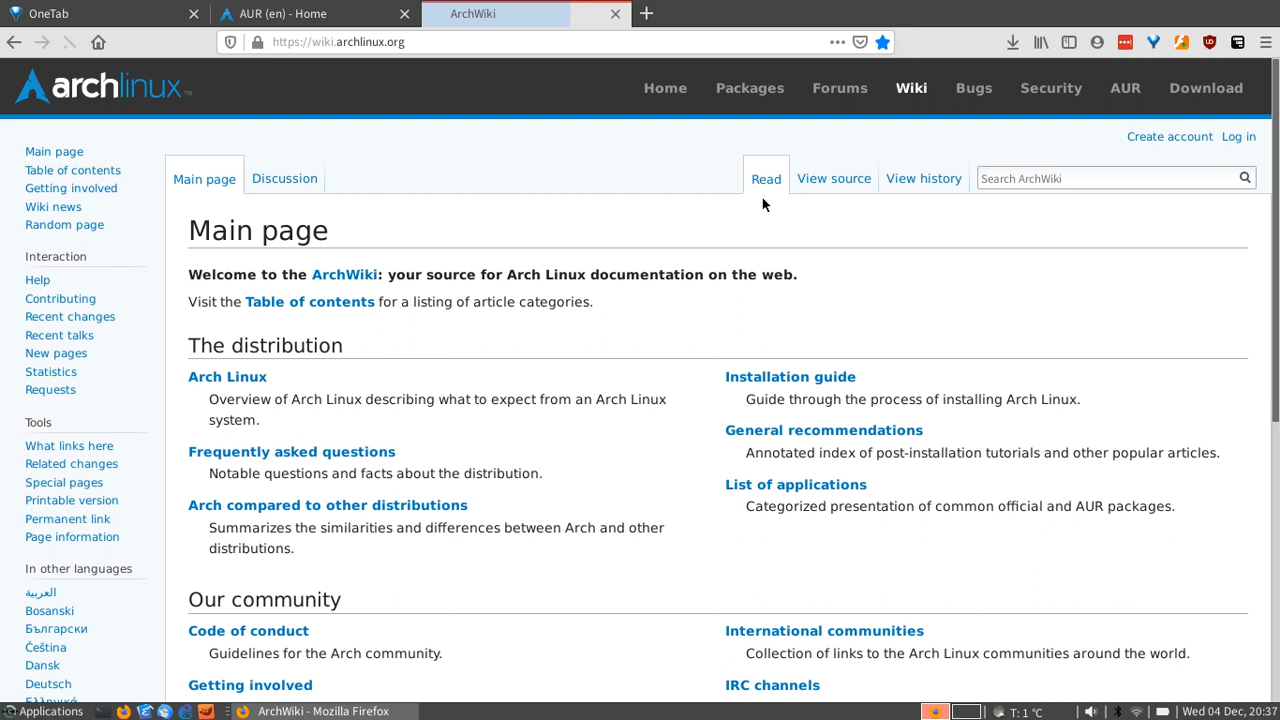 OneTab
AUR (en) - Home
ArchWiki
https://wiki.archlinux.org
archlinux™
Home
Packages
Forums
Wiki
Bugs
Security
AUR
Download
Create account
Log in
Main page
Table of contents
Getting involved
Wiki news
Random page
Interaction
Help
Contributing
Recent changes
Recent talks
New pages
Statistics
Requests
Tools
What links here
Related changes
Special pages
Printable version
Permanent link
Page information
In other languages
العربية
Bosanski
Български
Čeština
Dansk
Deutsch
Ελληνικά
Main page
Discussion
Read
View source
View history
Search ArchWiki
Main page
Welcome to the ArchWiki: your source for Arch Linux documentation on the web.
Visit the Table of contents for a listing of article categories.
The distribution
Arch Linux
Overview of Arch Linux describing what to expect from an Arch Linux
system.
Frequently asked questions
Notable questions and facts about the distribution.
Arch compared to other distributions
Summarizes the similarities and differences between Arch and other
distributions.
Installation guide
Guide through the process of installing Arch Linux.
General recommendations
Annotated index of post-installation tutorials and other popular articles.
List of applications
Categorized presentation of common official and AUR packages.
Our community
Code of conduct
Guidelines for the Arch community.
Getting involved
International communities
Collection of links to the Arch Linux communities around the world.
IRC channels
Applications
ArchWiki - Mozilla Firefox
T: 1 °C
Wed 04 Dec, 20:37